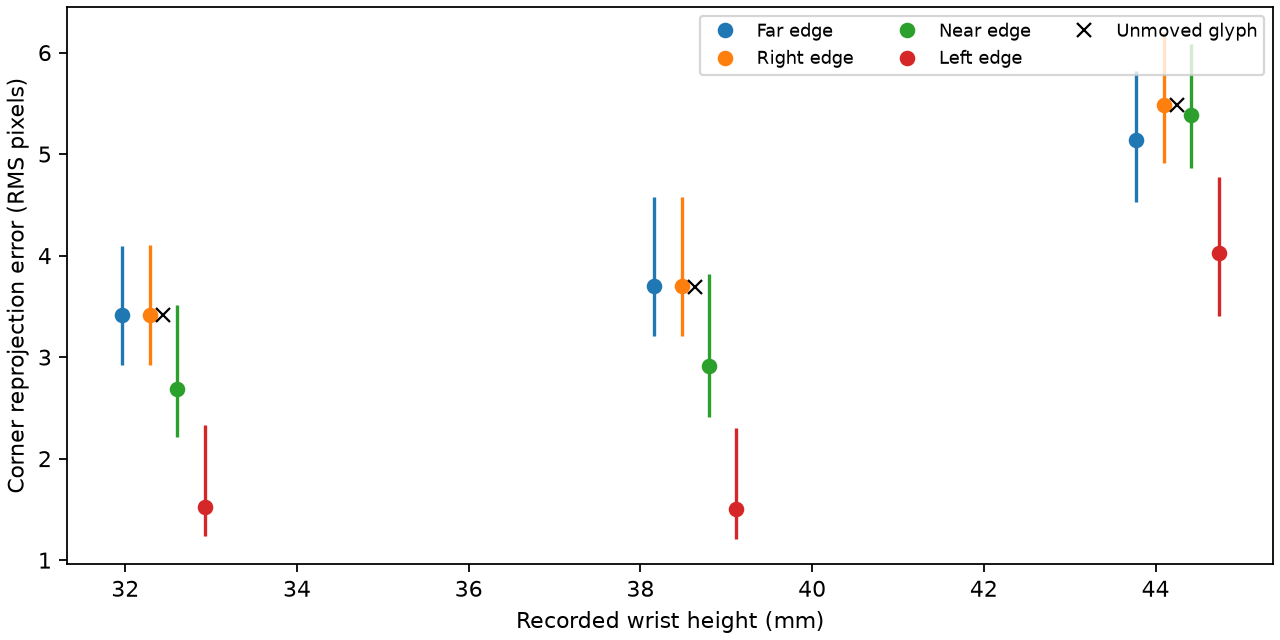 Far edge
Right edge
Near edge
Left edge
Unmoved glyph
6
5
4
3
2
1
Corner reprojection error (RMS pixels)
32 34 36 38 40 42 44
Recorded wrist height (mm)